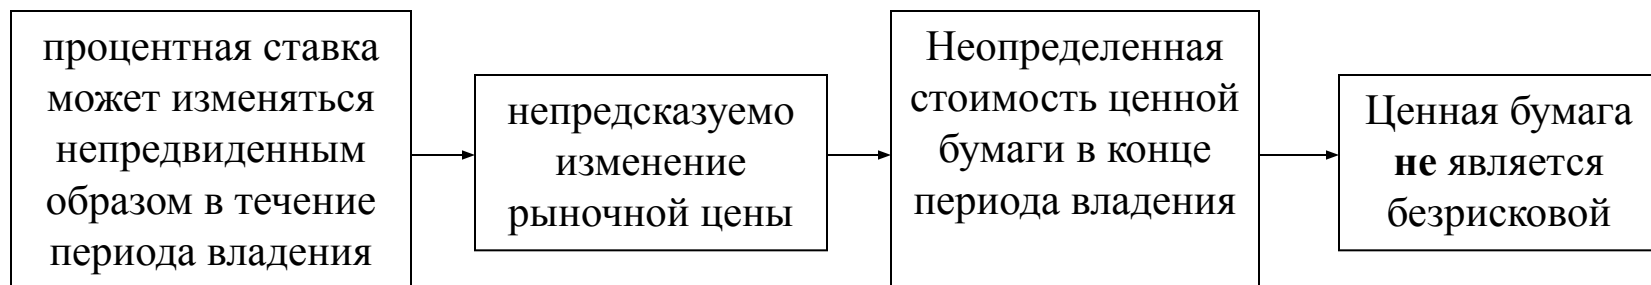 процентная ставка
может изменяться
непредвиденным
образом в течение
периода владения
непредсказуемо
изменение
рыночной цены
Неопределенная
стоимость ценной
бумаги в конце
периода владения
Ценная бумага
не является
безрисковой